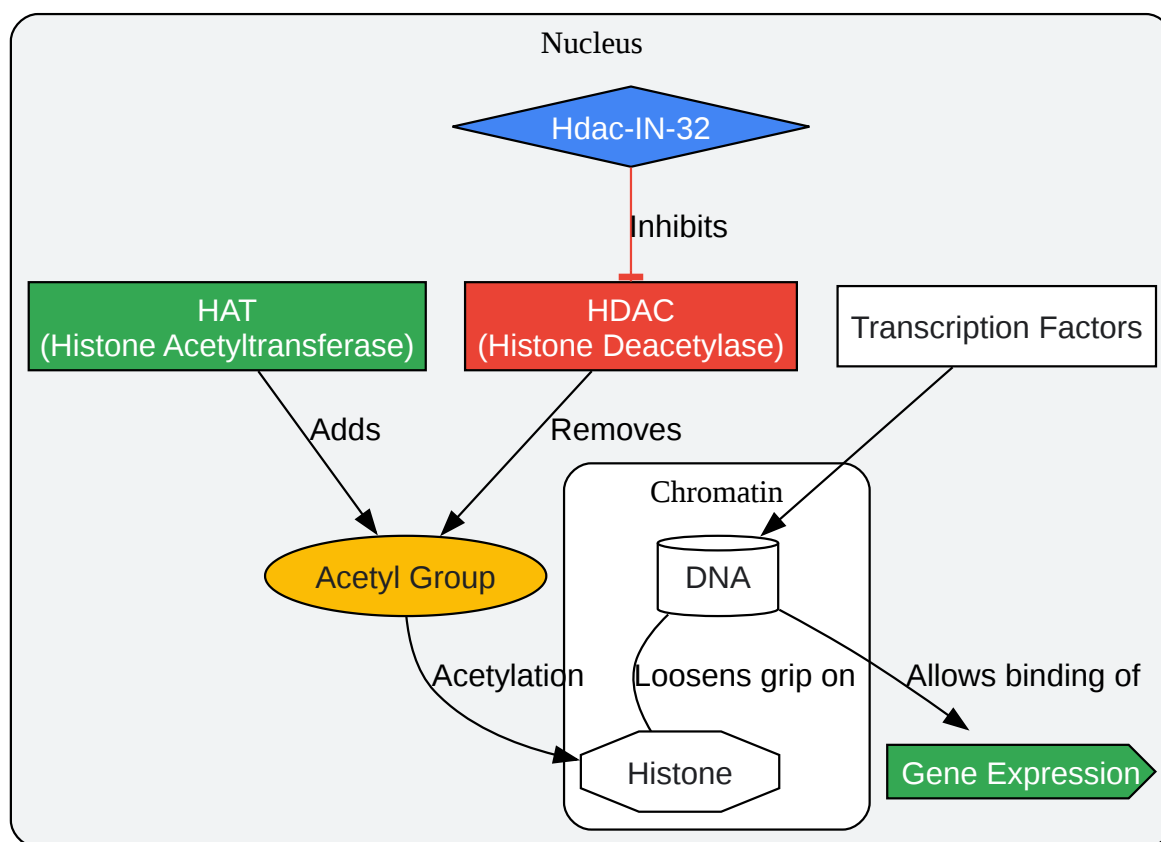 Nucleus
Hdac-IN-32
Inhibits
HAT
(Histone Acetyltransferase)
HDAC
(Histone Deacetylase)
Transcription Factors
Adds
Removes
Chromatin
Acetyl Group
DNA
Acetylation
Loosens grip on
Allows binding of
Histone
Gene Expression